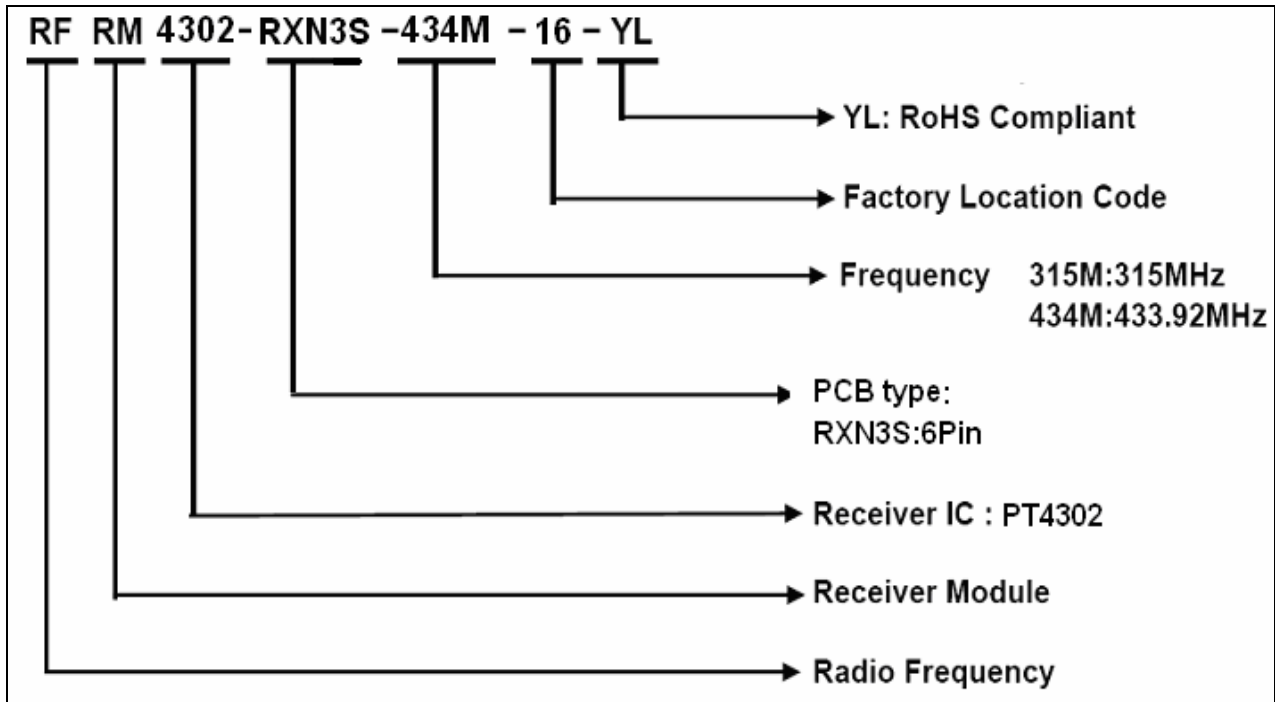 RF RM 4302-RXN3S-434M-16-YL
YL: RoHS Compliant
Factory Location Code
Frequency 315M:315MHz
434M:433.92MHz
PCB type:
RXN3S:6Pin
Receiver IC : PT4302
Receiver Module
Radio Frequency